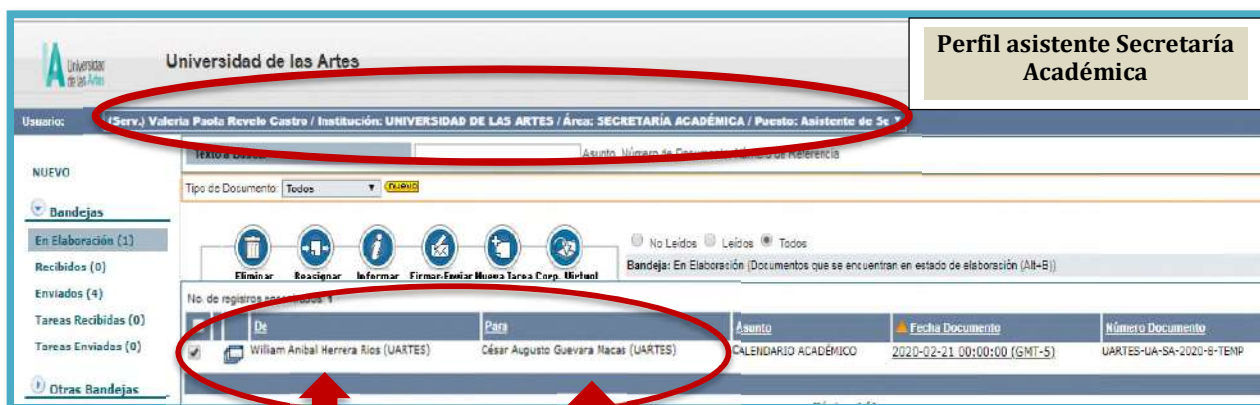 Perfil asistente Secretaría
Académica
Universidad
de las Artes
Universidad de las Artes
Usuario: (Serv.) Valeria Paola Revelo Castro / Institución: UNIVERSIDAD DE LAS ARTES / Área: SECRETARÍA ACADÉMICA / Puesto: Asistente de Se
Texto a Buscar Asunto, Número de Documento, Número de Referencia
NUEVO
Tipo de Documento: Todos nuevo
Bandejas
En Elaboración (1)
Recibidos (0)
Enviados (4)
Tareas Recibidas (0)
Tareas Enviadas (0)
Otras Bandejas
No Leídos Leídos Todos
Eliminar Reasignar Informar Firmar-Enviar Nueva Tarea Carp. Virtual
Bandeja: En Elaboración (Documentos que se encuentran en estado de elaboración (Alt+B))
No. de registros encontrados: 1
De Para Asunto Fecha Documento Número Documento
William Anibal Herrera Rios (UARTES) César Augusto Guevara Macas (UARTES) CALENDARIO ACADÉMICO 2020-02-21 00:00:00 (GMT-5) UARTES-UA-SA-2020-8-TEMP